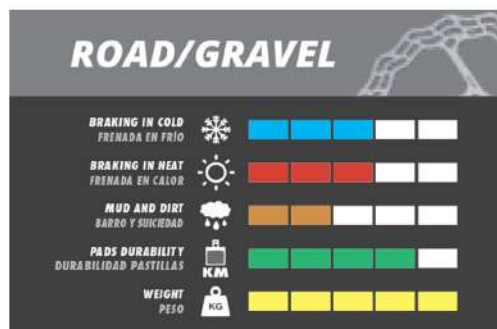 ROAD/GRAVEL
BRAKING IN COLD
FRENADA EN FRÍO
BRAKING IN HEAT
FRENADA EN CALOR
MUD AND DIRT
BARRO Y SUICIEDAD
PADS DURABILITY
DURABILIDAD PASTILLAS
KM
WEIGHT
PESO
KG